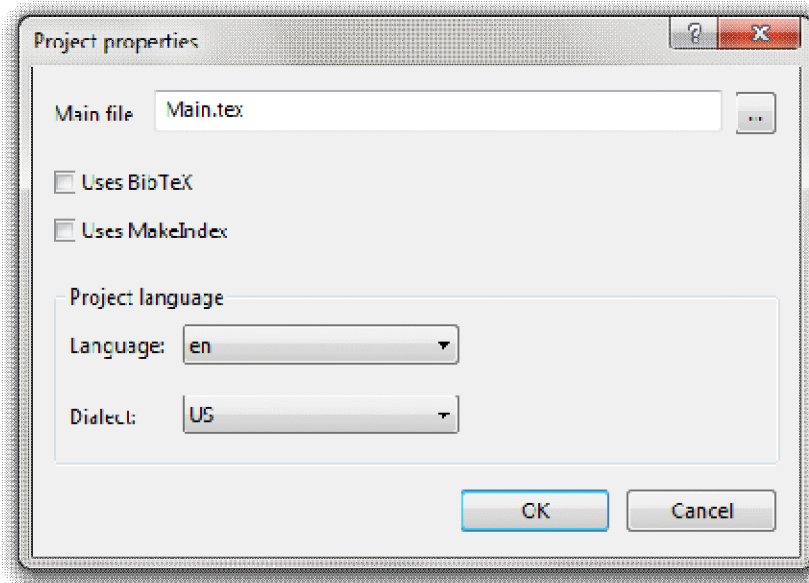 Project properties
Main file Main.tex ...
Uses BibTeX
Uses MakeIndex
Project language
Language: en
Dialect: US
OK Cancel